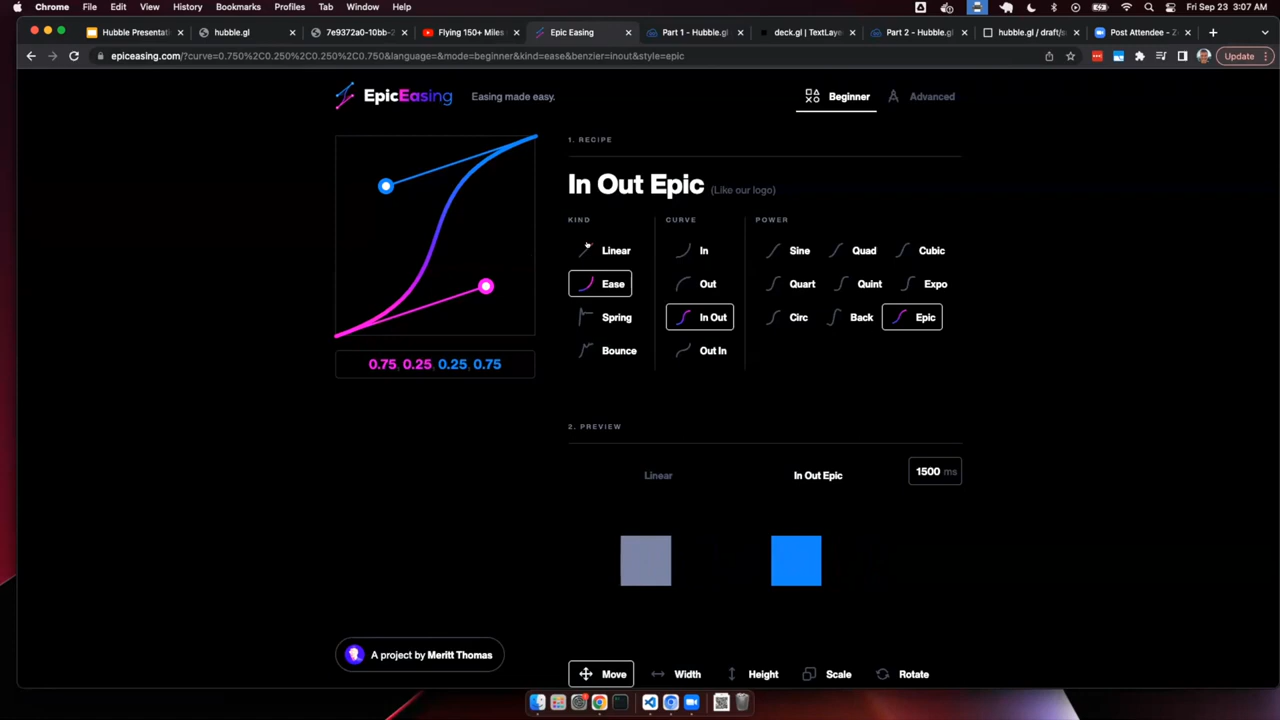 Chrome File Edit View History Bookmarks Profiles Tab Window Help Fri Sep 23 3:07 AM
Hubble Presentati hubble.gl 7e9372a0-10bb-2 Flying 150+ Miles Epic Easing Part 1 - Hubble.gl deck.gl | TextLaye Part 2 - Hubble.gl hubble.gl / draft/s Post Attendee - Z
epiceasing.com/?curve=0.750%2C0.250%2C0.250%2C0.750&language=&mode=beginner&kind=ease&benzier=inout&style=epic Update
EpicEasing Easing made easy. Beginner Advanced
1. RECIPE
In Out Epic (Like our logo)
KIND CURVE POWER
Linear In Sine Quad Cubic
Ease Out Quart Quint Expo
Spring In Out Circ Back Epic
Bounce Out In
0.75, 0.25, 0.25, 0.75
2. PREVIEW
Linear In Out Epic 1500 ms
A project by Meritt Thomas
Move Width Height Scale Rotate